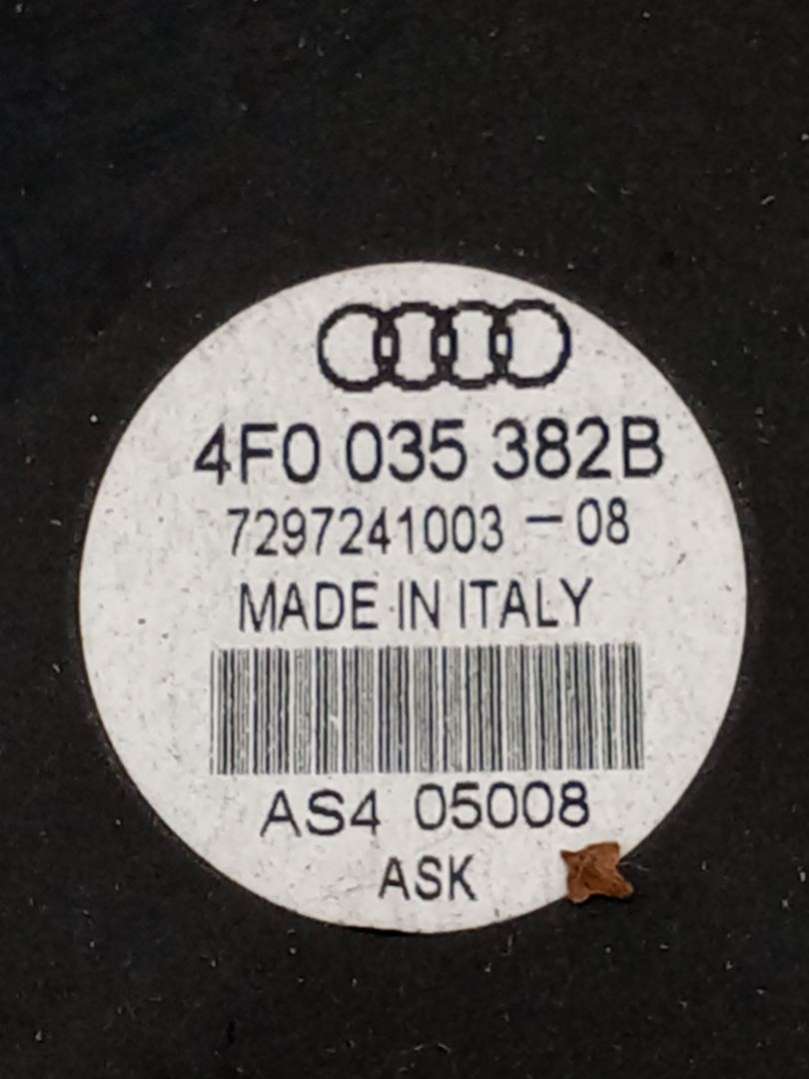 4F0 035 382B
7297241003 - 08
MADE IN ITALY
AS4 05008
ASK